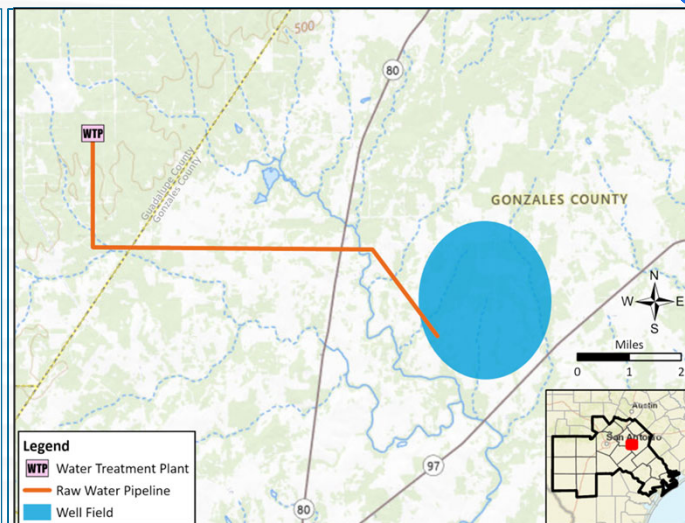 500
80
WTP
Guadalupe County
Gonzales County
GONZALES COUNTY
N
W E
S
Miles
0 1 2
Austin
San Antonio
Legend
WTP Water Treatment Plant
Raw Water Pipeline
Well Field
97
80